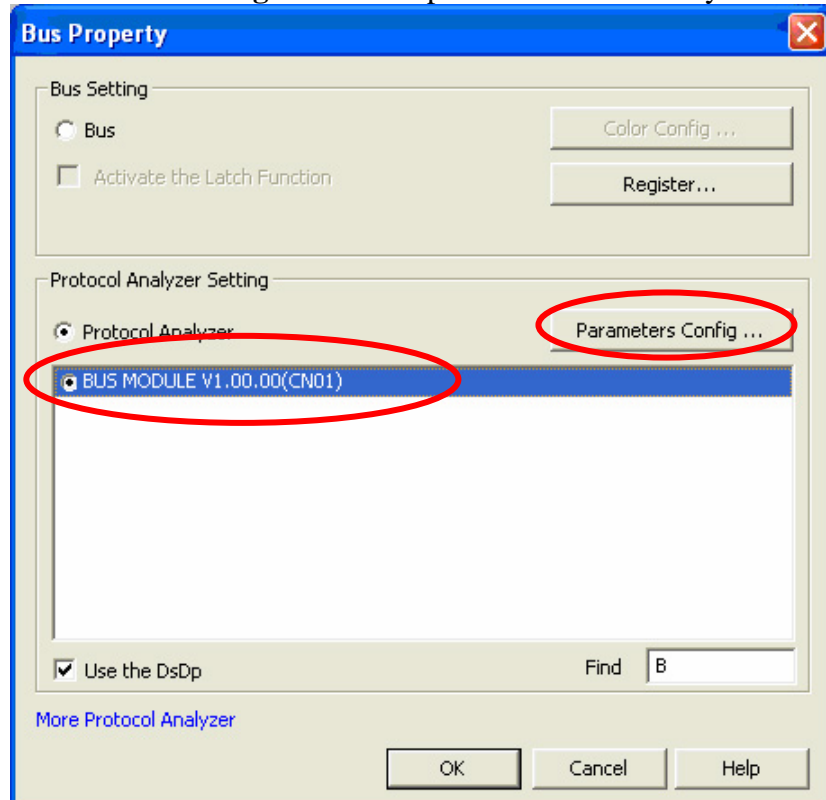 Bus Property
Bus Setting
Bus
Color Config ...
Activate the Latch Function
Register...
Protocol Analyzer Setting
Protocol Analyzer
Parameters Config ...
BUS MODULE V1.00.00(CN01)
Use the DsDp
Find B
More Protocol Analyzer
OK Cancel Help